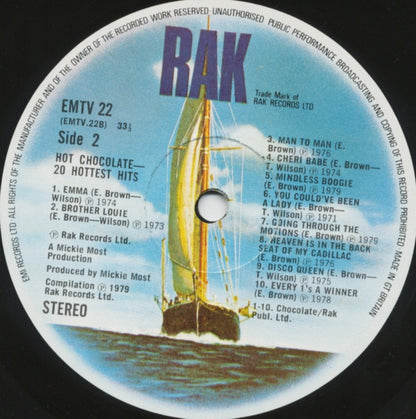 ALL RIGHTS OF THE MANUFACTURER AND OF THE OWNER OF THE RECORDED WORK RESERVED · UNAUTHORISED PUBLIC PERFORMANCE BROADCASTING AND COPYING OF THIS RECORD PROHIBITED · MADE IN GT BRITAIN
EMI RECORDS LTD
RAK
Trade Mark of
RAK RECORDS LTD
EMTV 22
(EMTV.22B) 33⅓
Side 2
HOT CHOCOLATE—
20 HOTTEST HITS
1. EMMA (E. Brown—
Wilson) ℗ 1974
2. BROTHER LOUIE
(E. Brown—Wilson) ℗ 1973
℗ Rak Records Ltd.
A Mickie Most
Production
Produced by Mickie Most
Compilation ℗ 1979
Rak Records Ltd.
STEREO
3. MAN TO MAN (E.
Brown) ℗ 1976
4. CHERI BABE (E. Brown—
T. Wilson) ℗ 1974
5. MINDLESS BOOGIE
(E. Brown) ℗ 1979
6. YOU COULD'VE BEEN
A LADY (E. Brown—T.
Wilson) ℗ 1971
7. GOING THROUGH THE
MOTIONS (E. Brown) ℗ 1979
8. HEAVEN IS IN THE BACK
SEAT OF MY CADILLAC
(E. Brown) ℗ 1976
9. DISCO QUEEN (E. Brown—
T. Wilson) ℗ 1975
10. EVERY 1's A WINNER
(E. Brown) ℗ 1978
1-10. Chocolate/Rak
Publ. Ltd.